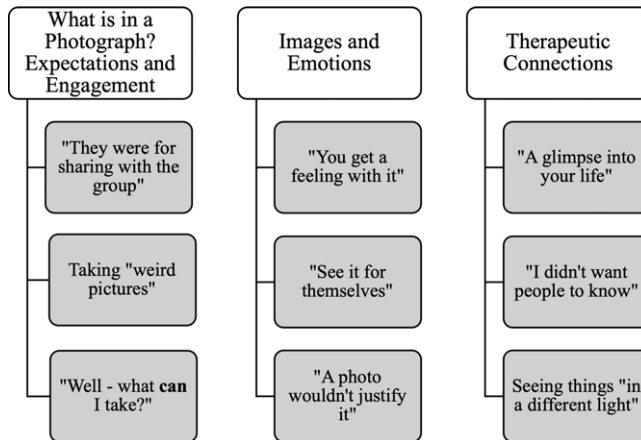 What is in a
Photograph?
Expectations and
Engagement
"They were for
sharing with the
group"
Taking "weird
pictures"
"Well - what can
I take?"
Images and
Emotions
"You get a
feeling with it"
"See it for
themselves"
"A photo
wouldn't justify
it"
Therapeutic
Connections
"A glimpse into
your life"
"I didn't want
people to know"
Seeing things "in
a different light"